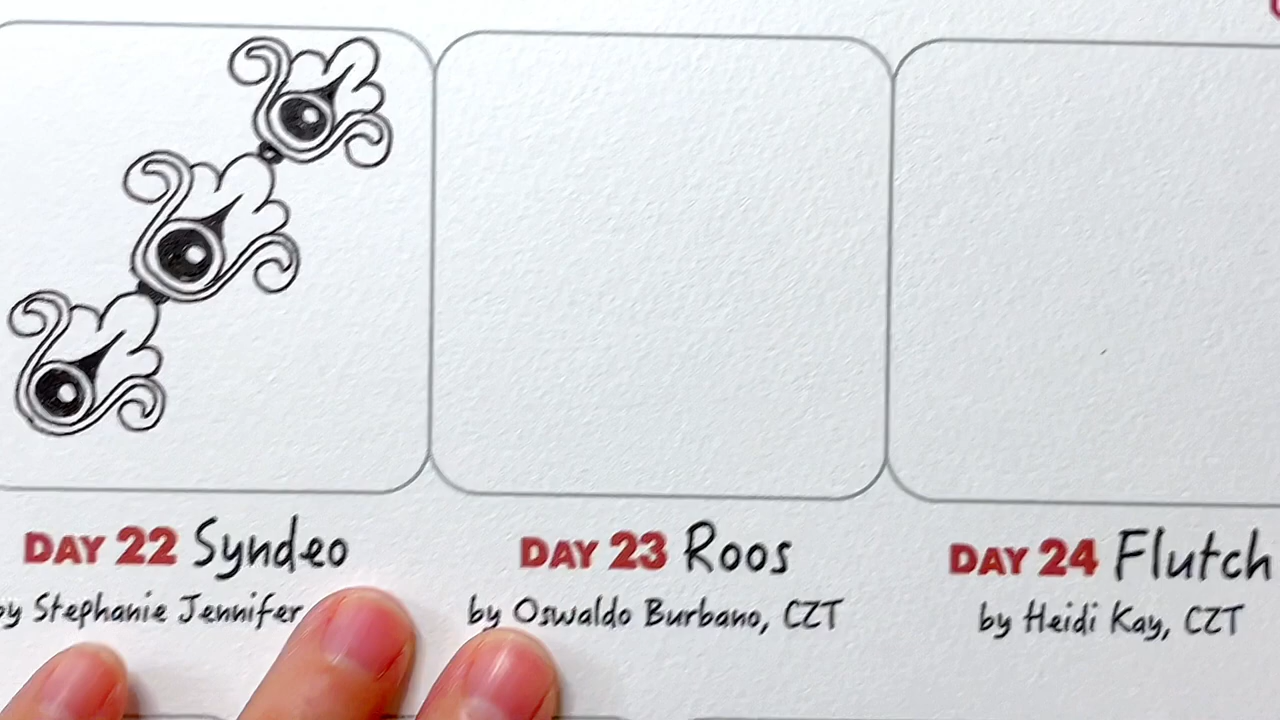 DAY 22 Syndeo
by Stephanie Jennifer
DAY 23 Roos
by Oswaldo Burbano, CZT
DAY 24 Flutch
by Heidi Kay, CZT